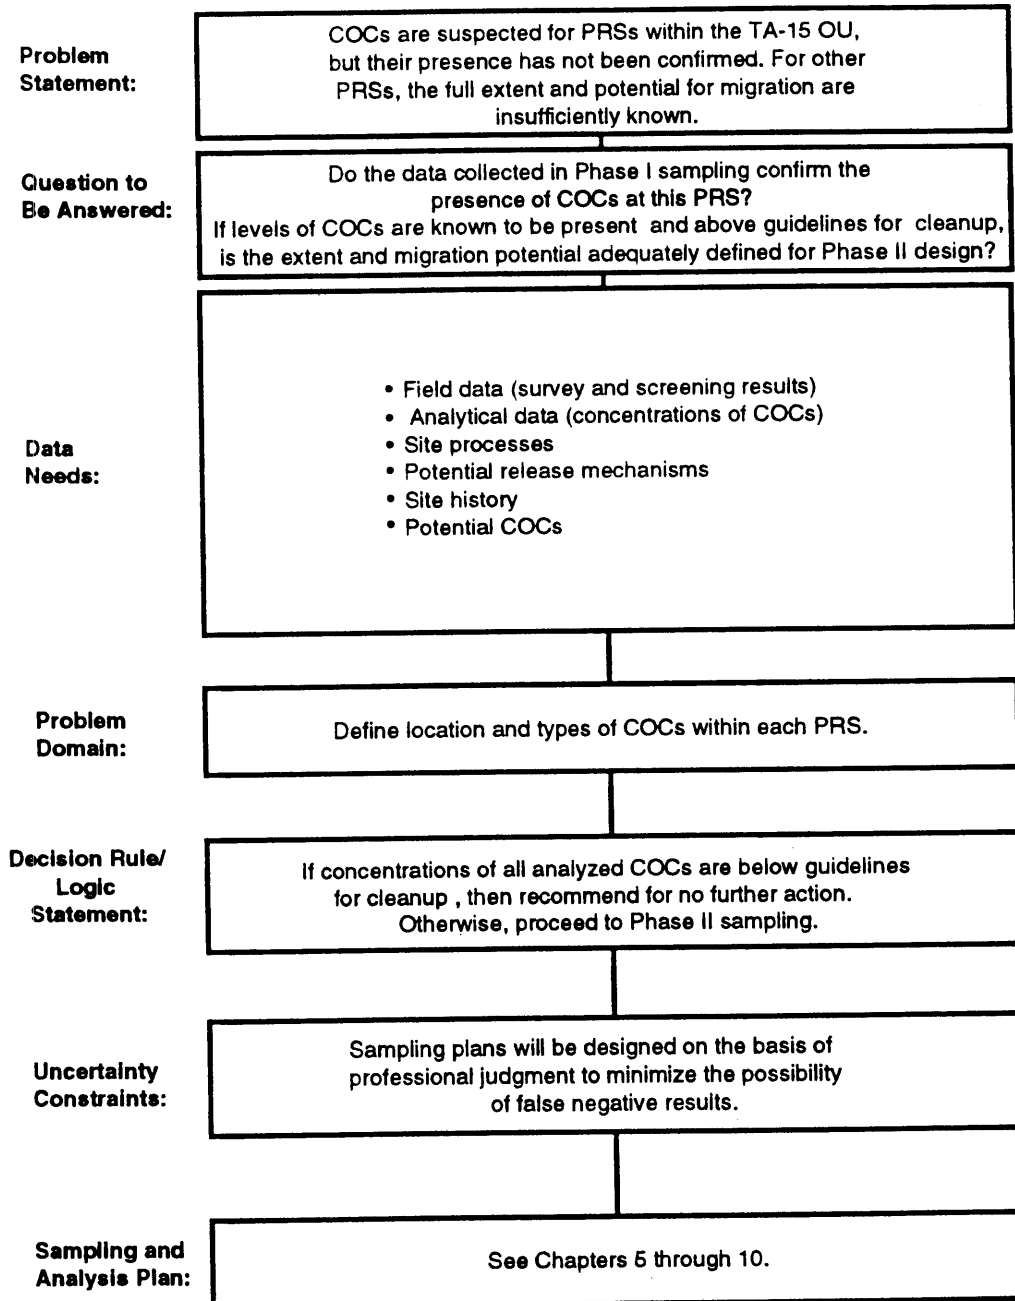 Problem
Statement:
COCs are suspected for PRSs within the TA-15 OU,
but their presence has not been confirmed. For other
PRSs, the full extent and potential for migration are
insufficiently known.
Question to
Be Answered:
Do the data collected in Phase I sampling confirm the
presence of COCs at this PRS?
If levels of COCs are known to be present and above guidelines for cleanup,
is the extent and migration potential adequately defined for Phase II design?
Data
Needs:
• Field data (survey and screening results)
• Analytical data (concentrations of COCs)
• Site processes
• Potential release mechanisms
• Site history
• Potential COCs
Problem
Domain:
Define location and types of COCs within each PRS.
Decision Rule/
Logic
Statement:
If concentrations of all analyzed COCs are below guidelines
for cleanup , then recommend for no further action.
Otherwise, proceed to Phase II sampling.
Uncertainty
Constraints:
Sampling plans will be designed on the basis of
professional judgment to minimize the possibility
of false negative results.
Sampling and
Analysis Plan:
See Chapters 5 through 10.